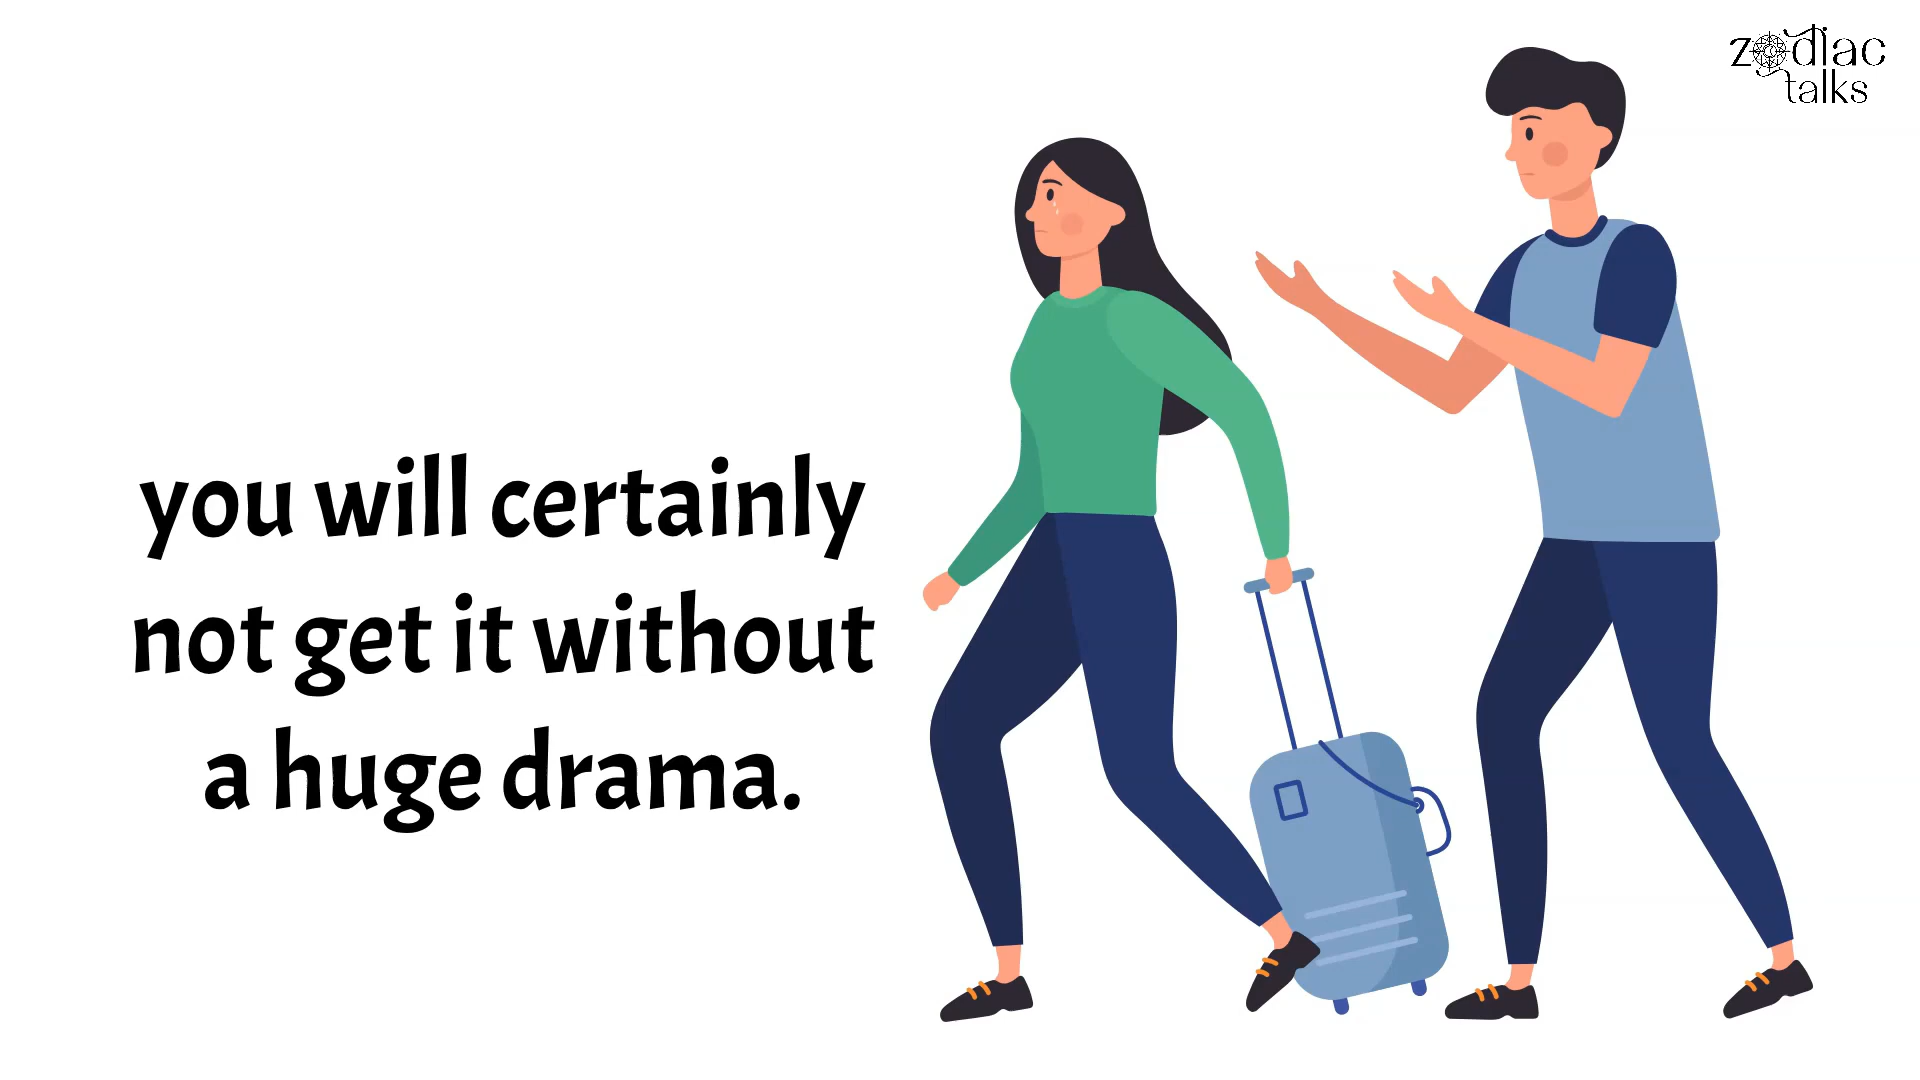 zodiac
talks
you will certainly
not get it without
a huge drama.